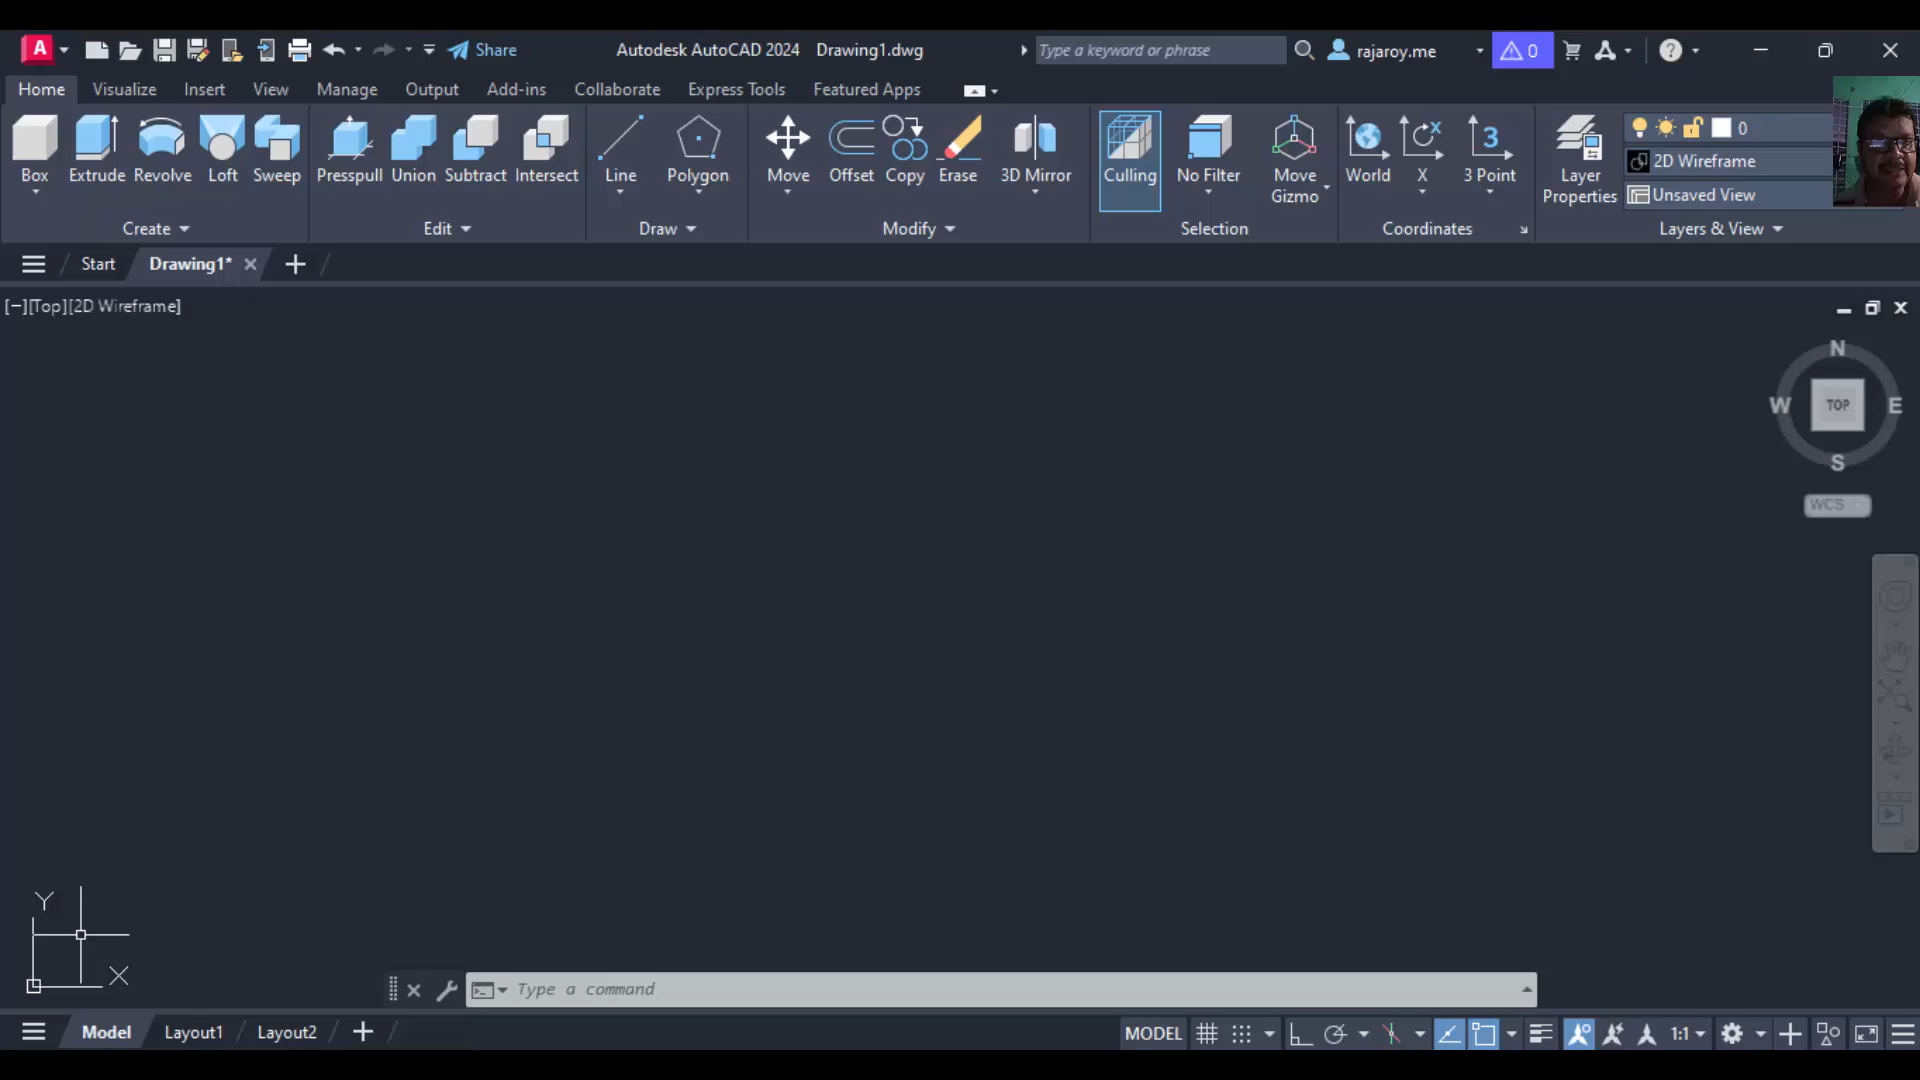 A Share Autodesk AutoCAD 2024 Drawing1.dwg Type a keyword or phrase rajaroy.me 0
Home Visualize Insert View Manage Output Add-ins Collaborate Express Tools Featured Apps
0
2D Wireframe
Unsaved View
Box Extrude Revolve Loft Sweep Presspull Union Subtract Intersect Line Polygon Move Offset Copy Erase 3D Mirror Culling No Filter Move Gizmo World X 3 Point Layer Properties
Create Edit Draw Modify Selection Coordinates Layers & View
Start Drawing1*
[−][Top][2D Wireframe]
N
W TOP E
S
WCS
Y
X
Type a command
Model Layout1 Layout2 MODEL 1:1